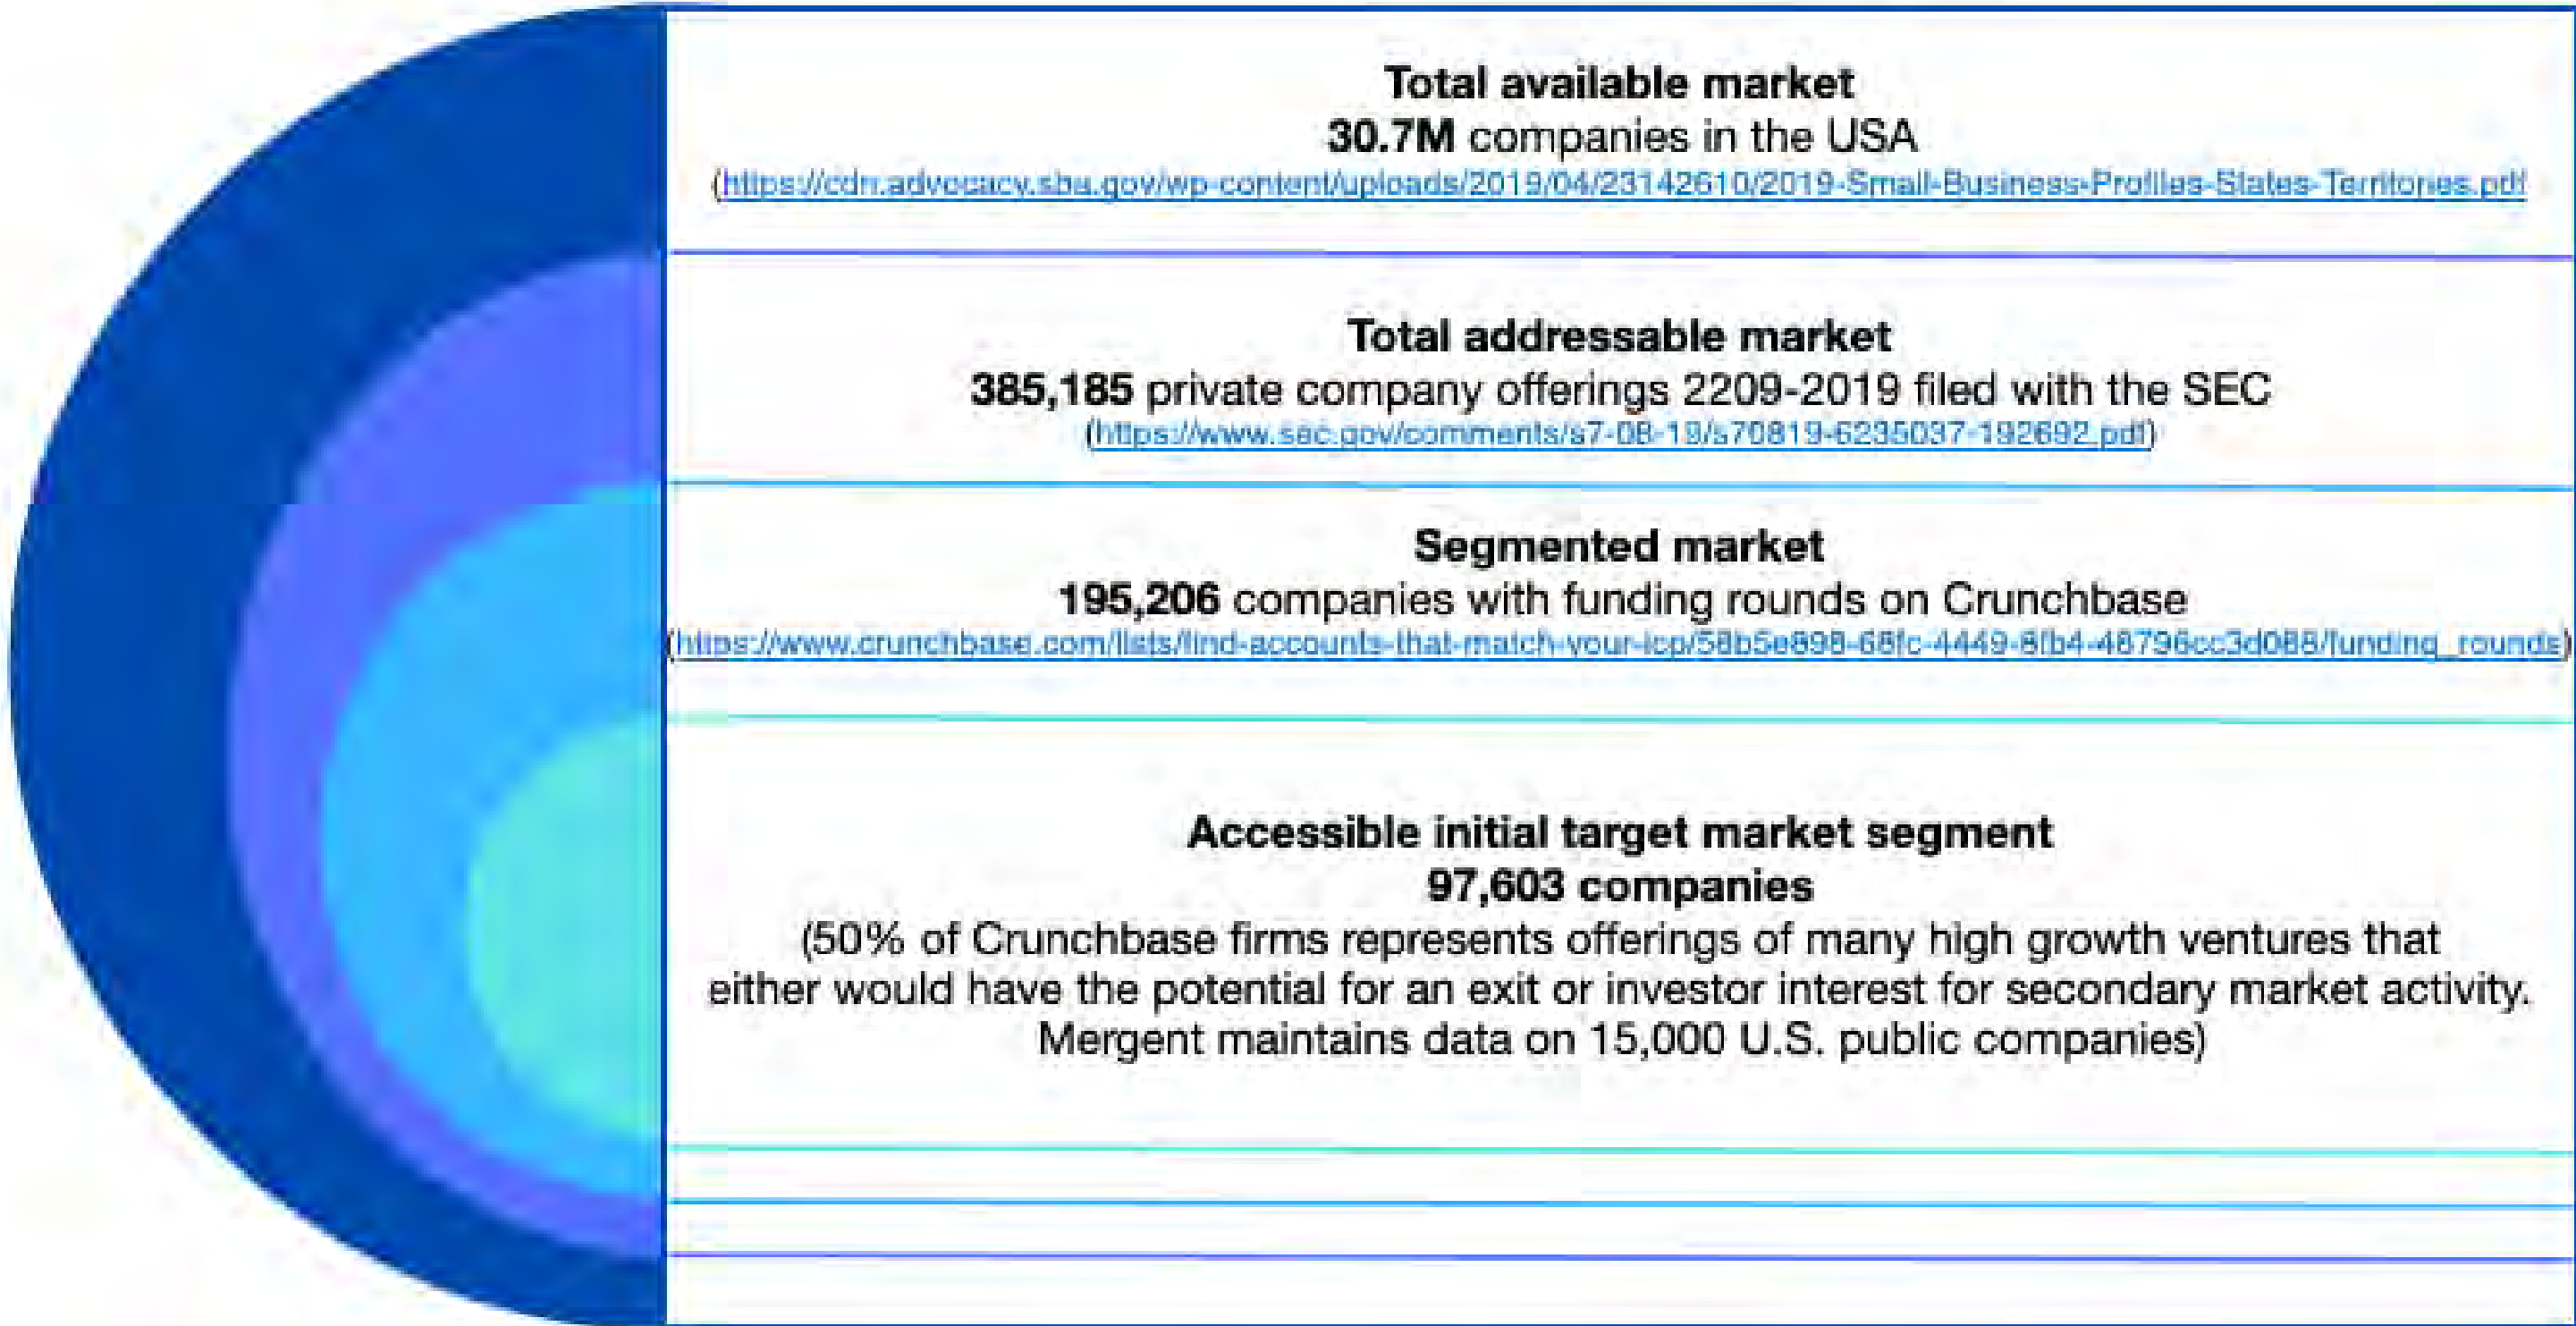 Total available market
30.7M companies in the USA
(https://cdn.advocacy.sba.gov/wp-content/uploads/2019/04/23142610/2019-Small-Business-Profiles-States-Territories.pdf
Total addressable market
385,185 private company offerings 2209-2019 filed with the SEC
(https://www.sec.gov/comments/s7-08-19/s70819-6235037-192692.pdf)
Segmented market
195,206 companies with funding rounds on Crunchbase
(https://www.crunchbase.com/lists/find-accounts-that-match-your-icp/58b5e898-68fc-4449-8fb4-48796cc3d088/funding_rounds)
Accessible initial target market segment
97,603 companies
(50% of Crunchbase firms represents offerings of many high growth ventures that
either would have the potential for an exit or investor interest for secondary market activity.
Mergent maintains data on 15,000 U.S. public companies)